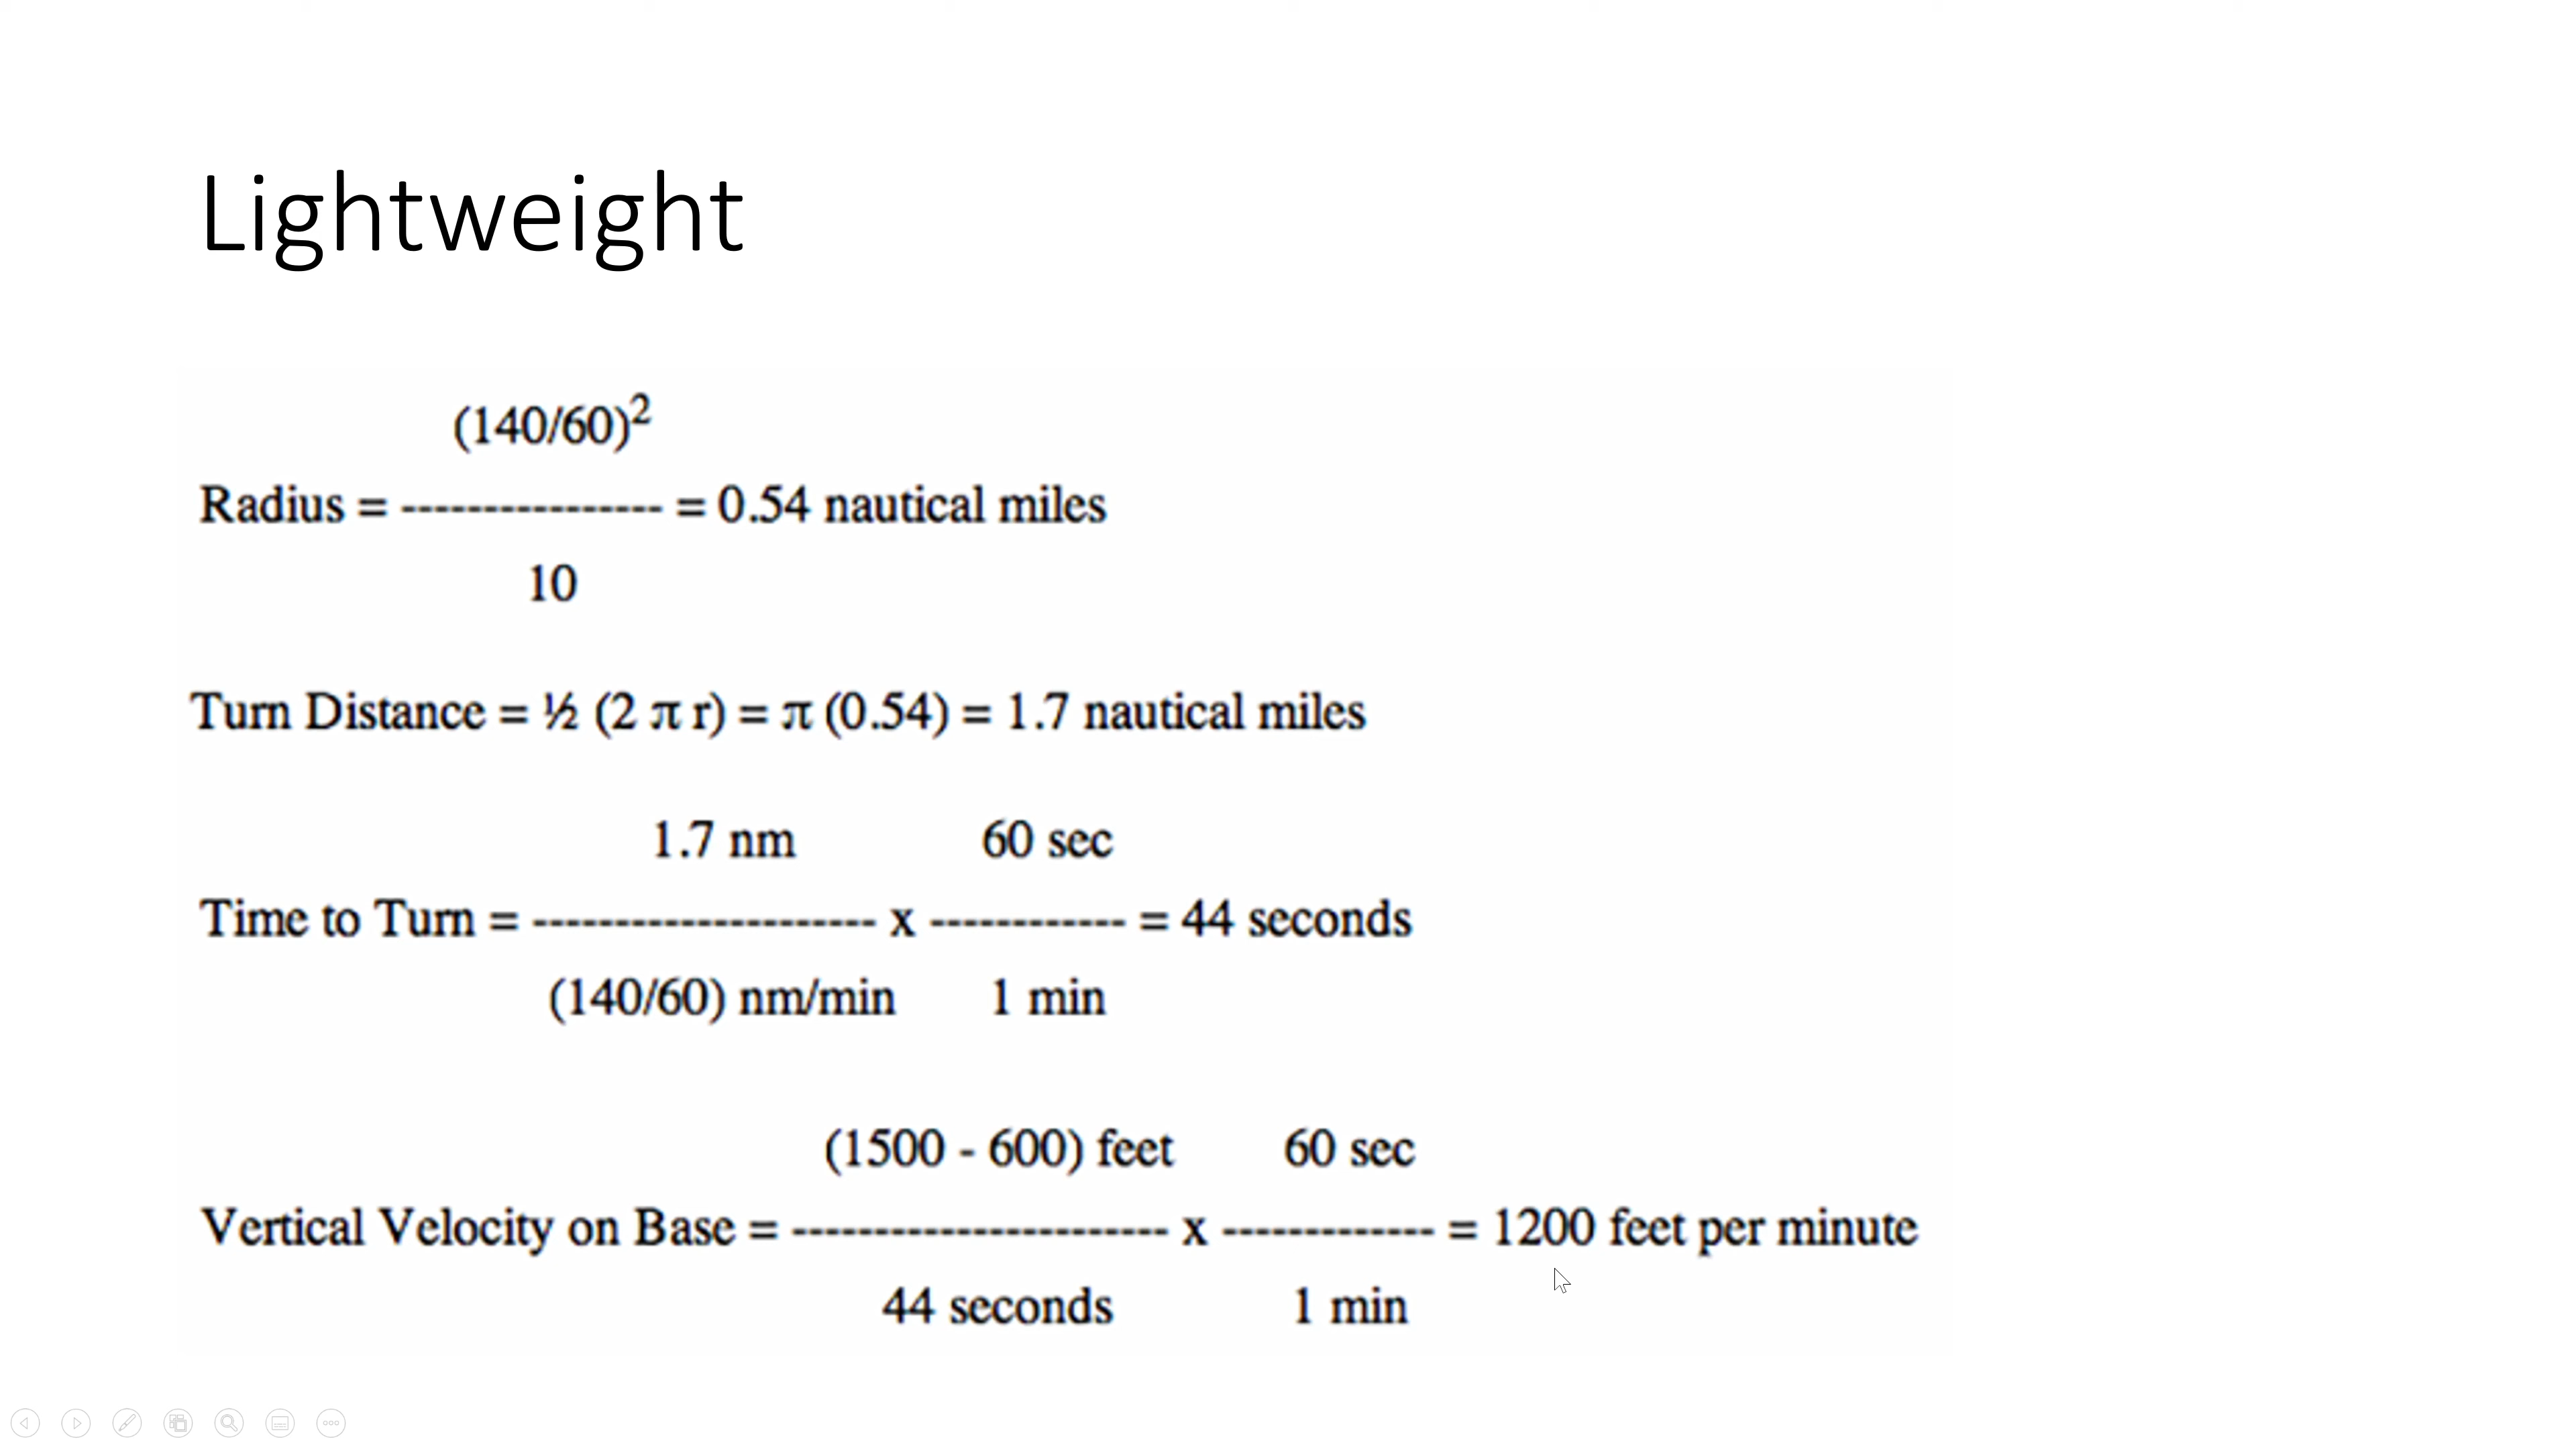 Lightweight
(140/60)²
Radius = ---------------- = 0.54 nautical miles
10
Turn Distance = ½ (2 π r) = π (0.54) = 1.7 nautical miles
1.7 nm 60 sec
Time to Turn = --------------------- x ------------ = 44 seconds
(140/60) nm/min 1 min
(1500 - 600) feet 60 sec
Vertical Velocity on Base = ----------------------- x ------------- = 1200 feet per minute
44 seconds 1 min